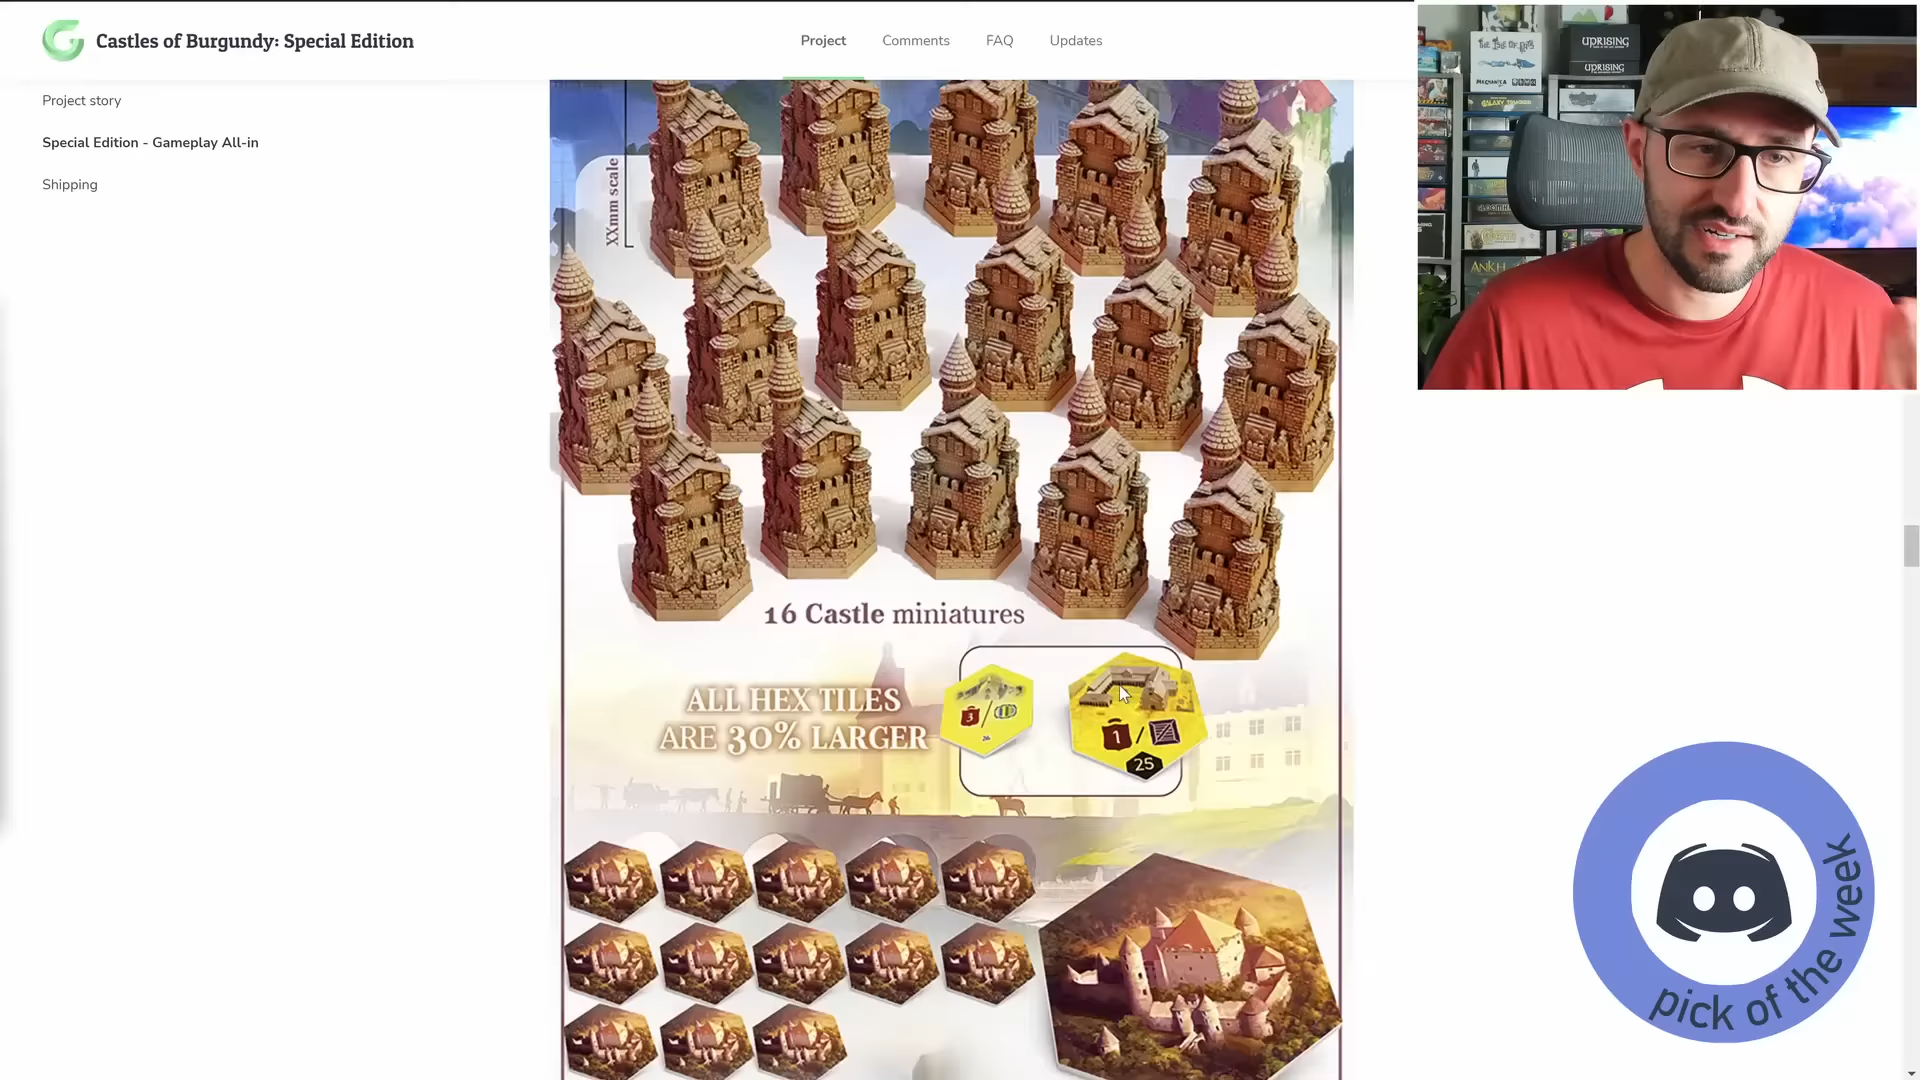 Castles of Burgundy: Special Edition
Project
Comments
FAQ
Updates
Project story
Special Edition - Gameplay All-in
Shipping
XXmm scale
16 Castle miniatures
ALL HEX TILES
ARE 30% LARGER
3 /
1 /
25
UPRISING
UPRISING
MECHANICA
ANKH
pick of the week